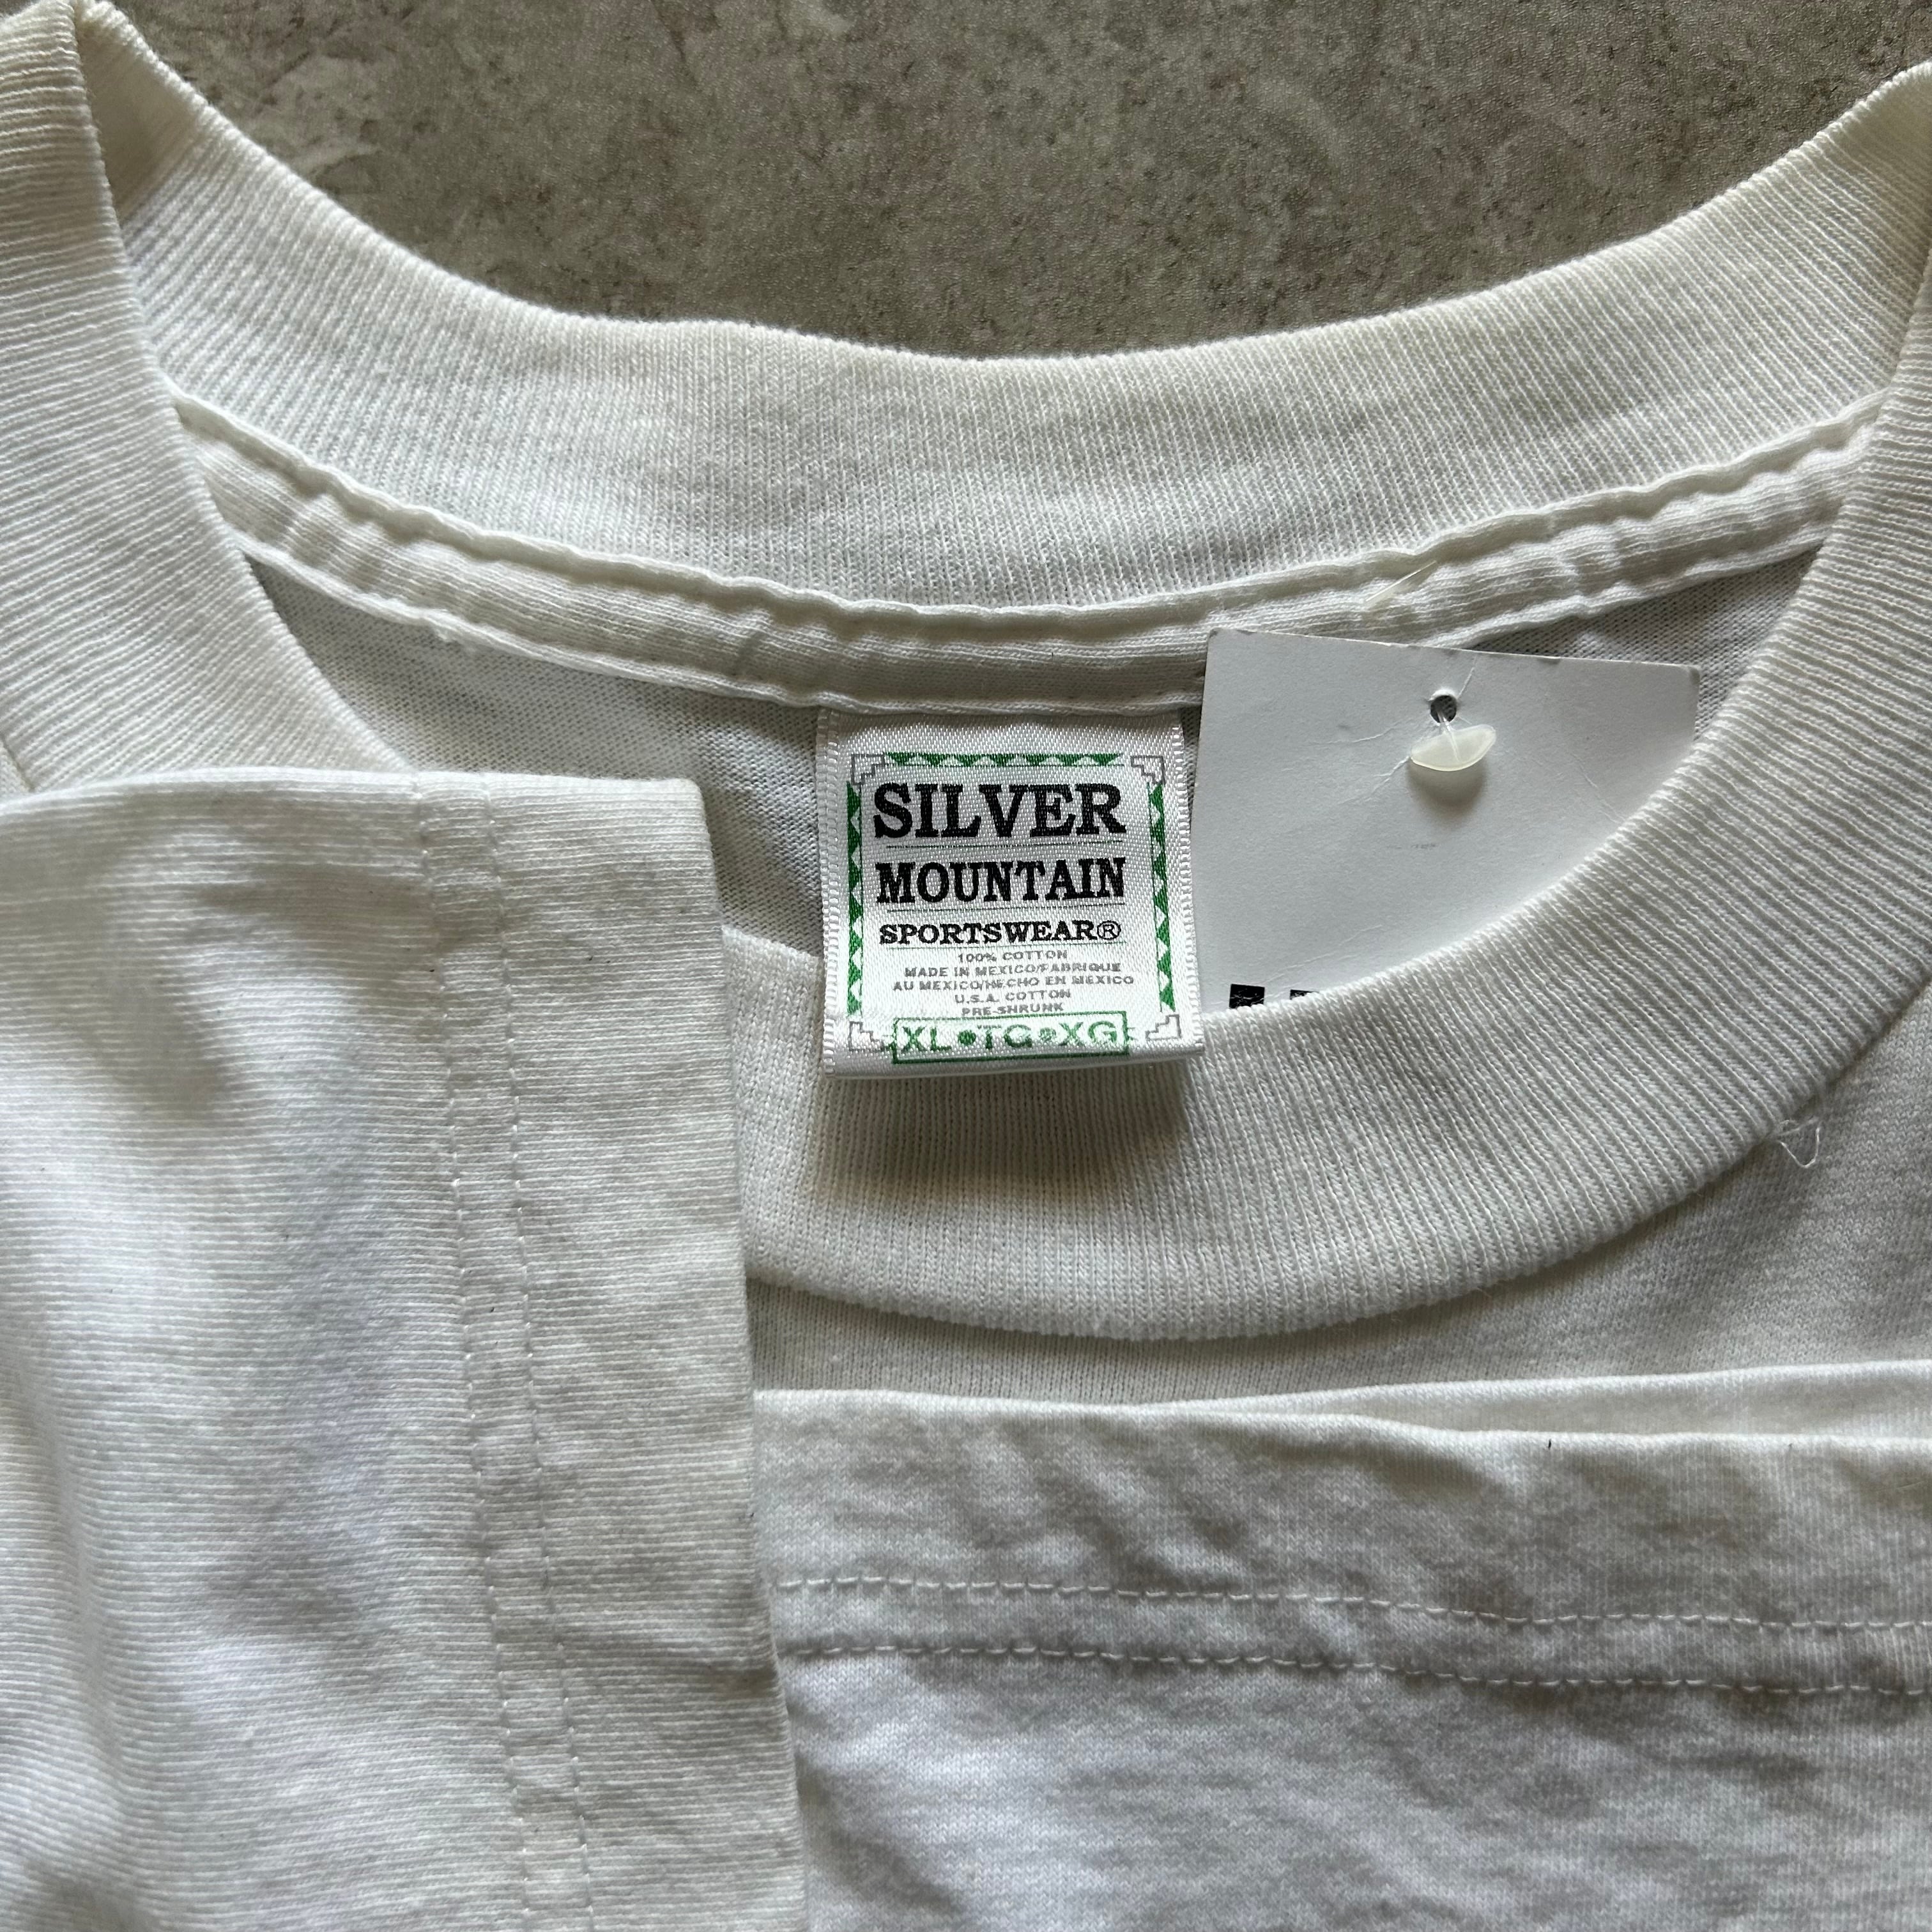 SILVER
MOUNTAIN
SPORTSWEAR®
100% COTTON
MADE IN MEXICO/FABRIQUE
AU MEXICO/HECHO EN MEXICO
U.S.A. COTTON
PRE-SHRUNK
XL•TG•XG